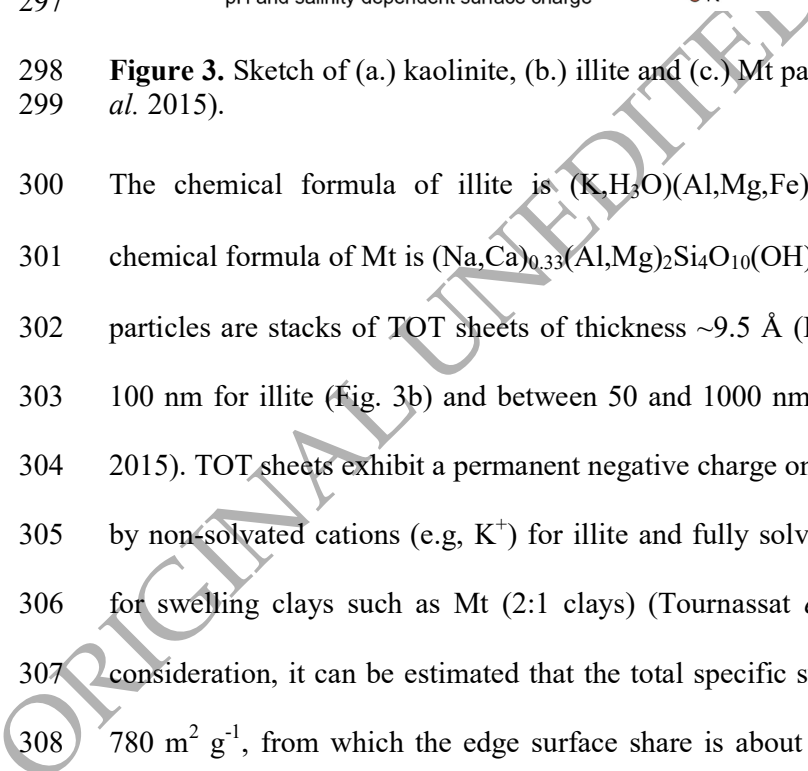 297 pH and salinity dependent surface charge
298 Figure 3. Sketch of (a.) kaolinite, (b.) illite and (c.) Mt pa
299 al. 2015).
300 The chemical formula of illite is (K,H₃O)(Al,Mg,Fe)
301 chemical formula of Mt is (Na,Ca)₀.₃₃(Al,Mg)₂Si₄O₁₀(OH)
302 particles are stacks of TOT sheets of thickness ~9.5 Å (
303 100 nm for illite (Fig. 3b) and between 50 and 1000 nm
304 2015). TOT sheets exhibit a permanent negative charge on
305 by non-solvated cations (e.g, K⁺) for illite and fully solv
306 for swelling clays such as Mt (2:1 clays) (Tournassat
307 consideration, it can be estimated that the total specific s
308 780 m² g⁻¹, from which the edge surface share is about
ORIGINAL UNEDITED